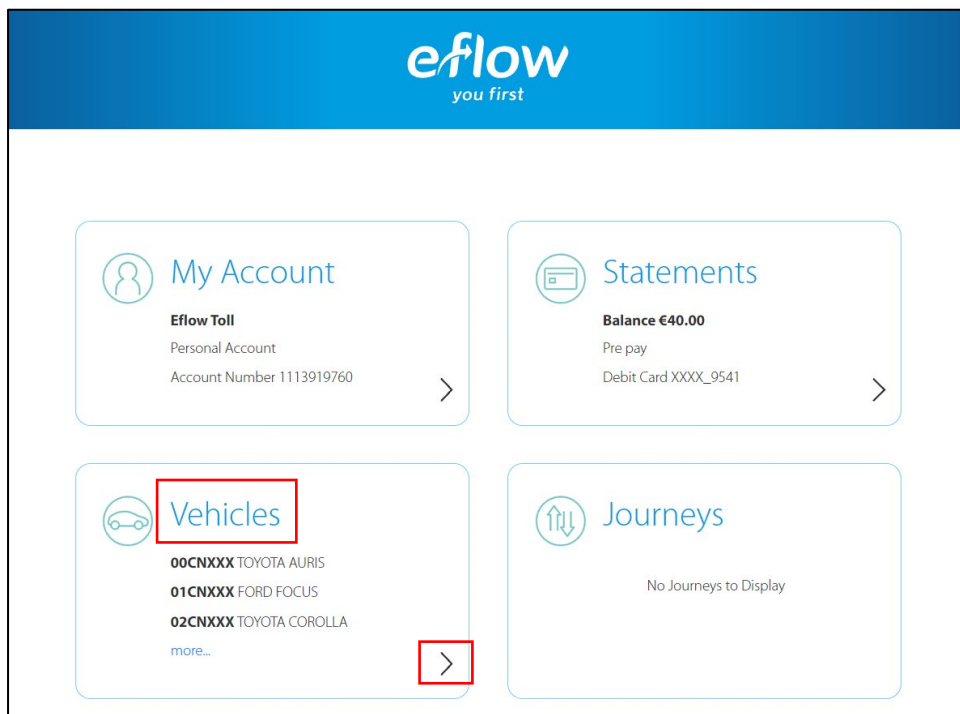 eflow
you first
My Account
Eflow Toll
Personal Account
Account Number 1113919760
Statements
Balance €40.00
Pre pay
Debit Card XXXX_9541
Vehicles
00CNXXX TOYOTA AURIS
01CNXXX FORD FOCUS
02CNXXX TOYOTA COROLLA
more...
Journeys
No Journeys to Display